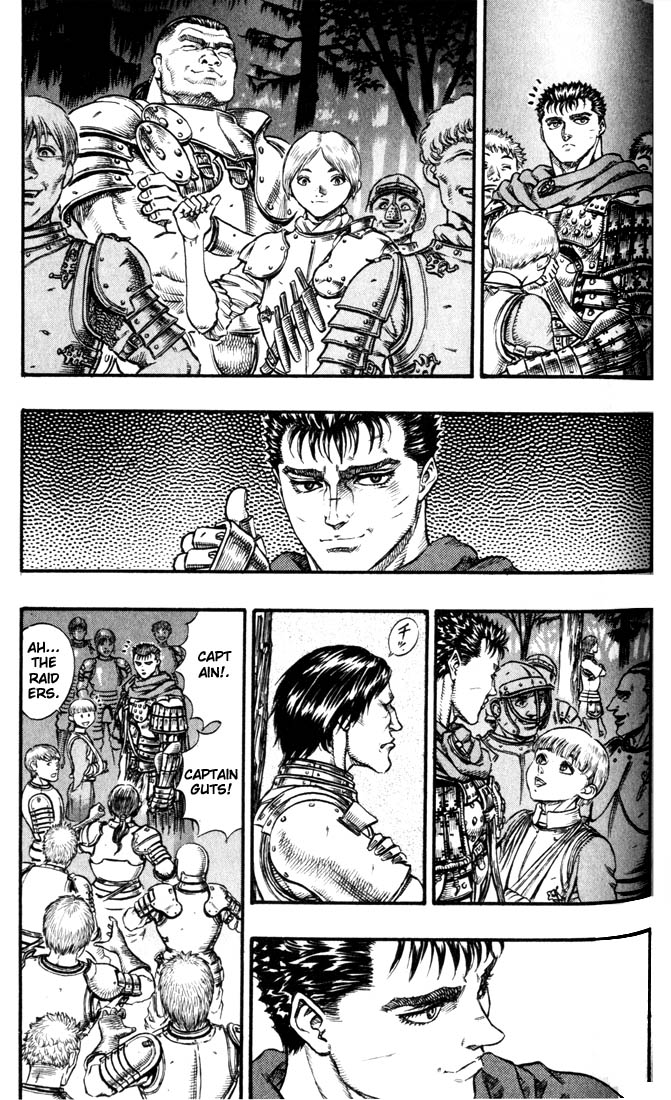 チッ
CAPT
AIN!.
CAPTAIN
GUTS!
AH...
THE
RAID
ERS.